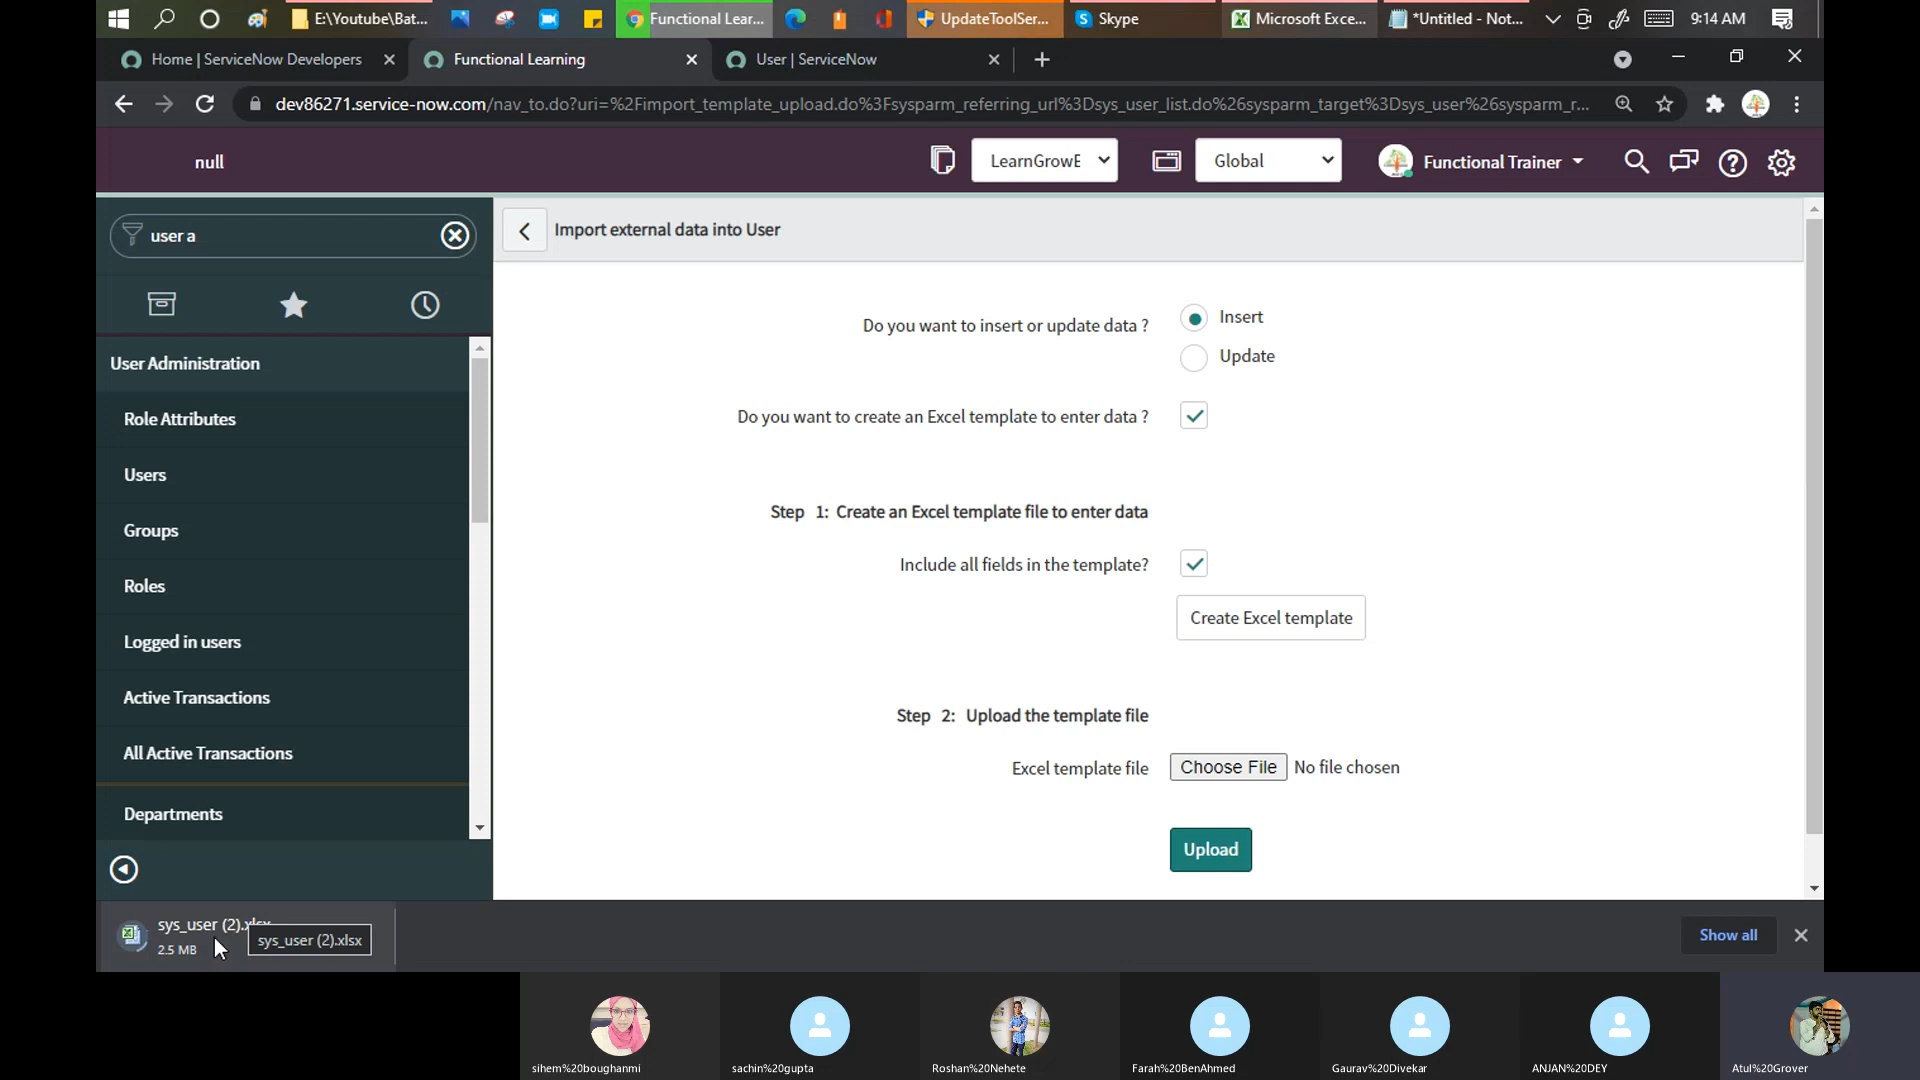 E:\Youtube\Bat...
Functional Lear...
UpdateToolSer...
Skype
Microsoft Exce...
*Untitled - Not...
9:14 AM
Home | ServiceNow Developers
Functional Learning
User | ServiceNow
dev86271.service-now.com/nav_to.do?uri=%2Fimport_template_upload.do%3Fsysparm_referring_url%3Dsys_user_list.do%26sysparm_target%3Dsys_user%26sysparm_r...
null
LearnGrowE
Global
Functional Trainer
user a
Import external data into User
User Administration
Role Attributes
Users
Groups
Roles
Logged in users
Active Transactions
All Active Transactions
Departments
Do you want to insert or update data ?
Insert
Update
Do you want to create an Excel template to enter data ?
Step 1: Create an Excel template file to enter data
Include all fields in the template?
Create Excel template
Step 2: Upload the template file
Excel template file
Choose File No file chosen
Upload
sys_user (2).xlsx
2.5 MB
sys_user (2).xlsx
Show all
sihem%20boughanmi
sachin%20gupta
Roshan%20Nehete
Farah%20BenAhmed
Gaurav%20Divekar
ANJAN%20DEY
Atul%20Grover